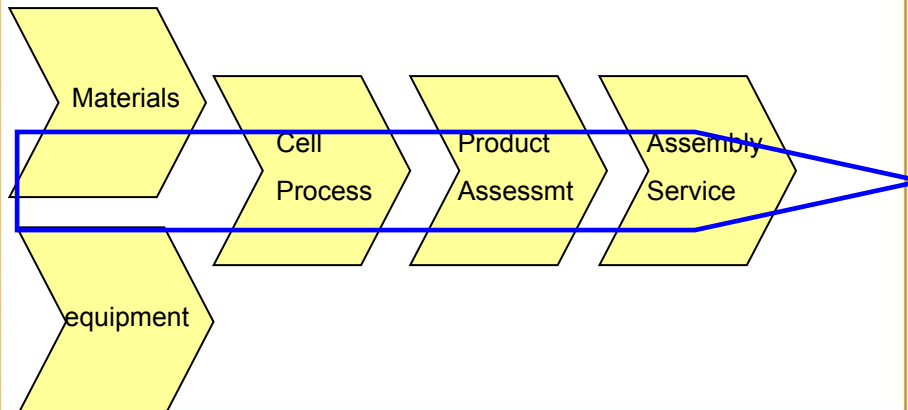 Materials
Cell
Process
Product
Assessmt
Assembly
Service
equipment